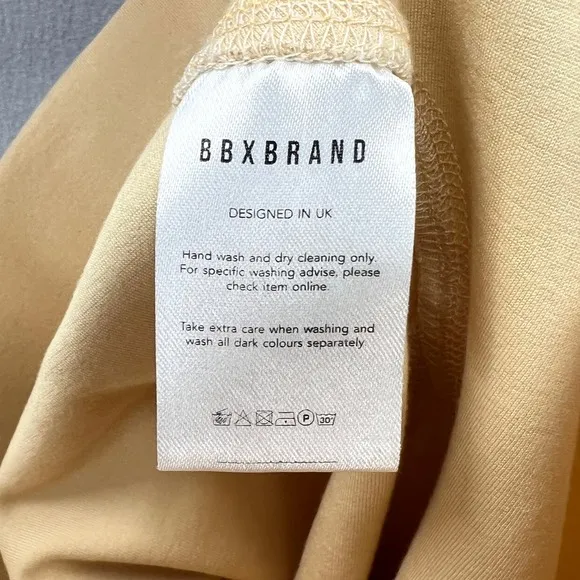 BBXBRAND
DESIGNED IN UK
Hand wash and dry cleaning only.
For specific washing advise, please
check item online.
Take extra care when washing and
wash all dark colours separately.
P 30°